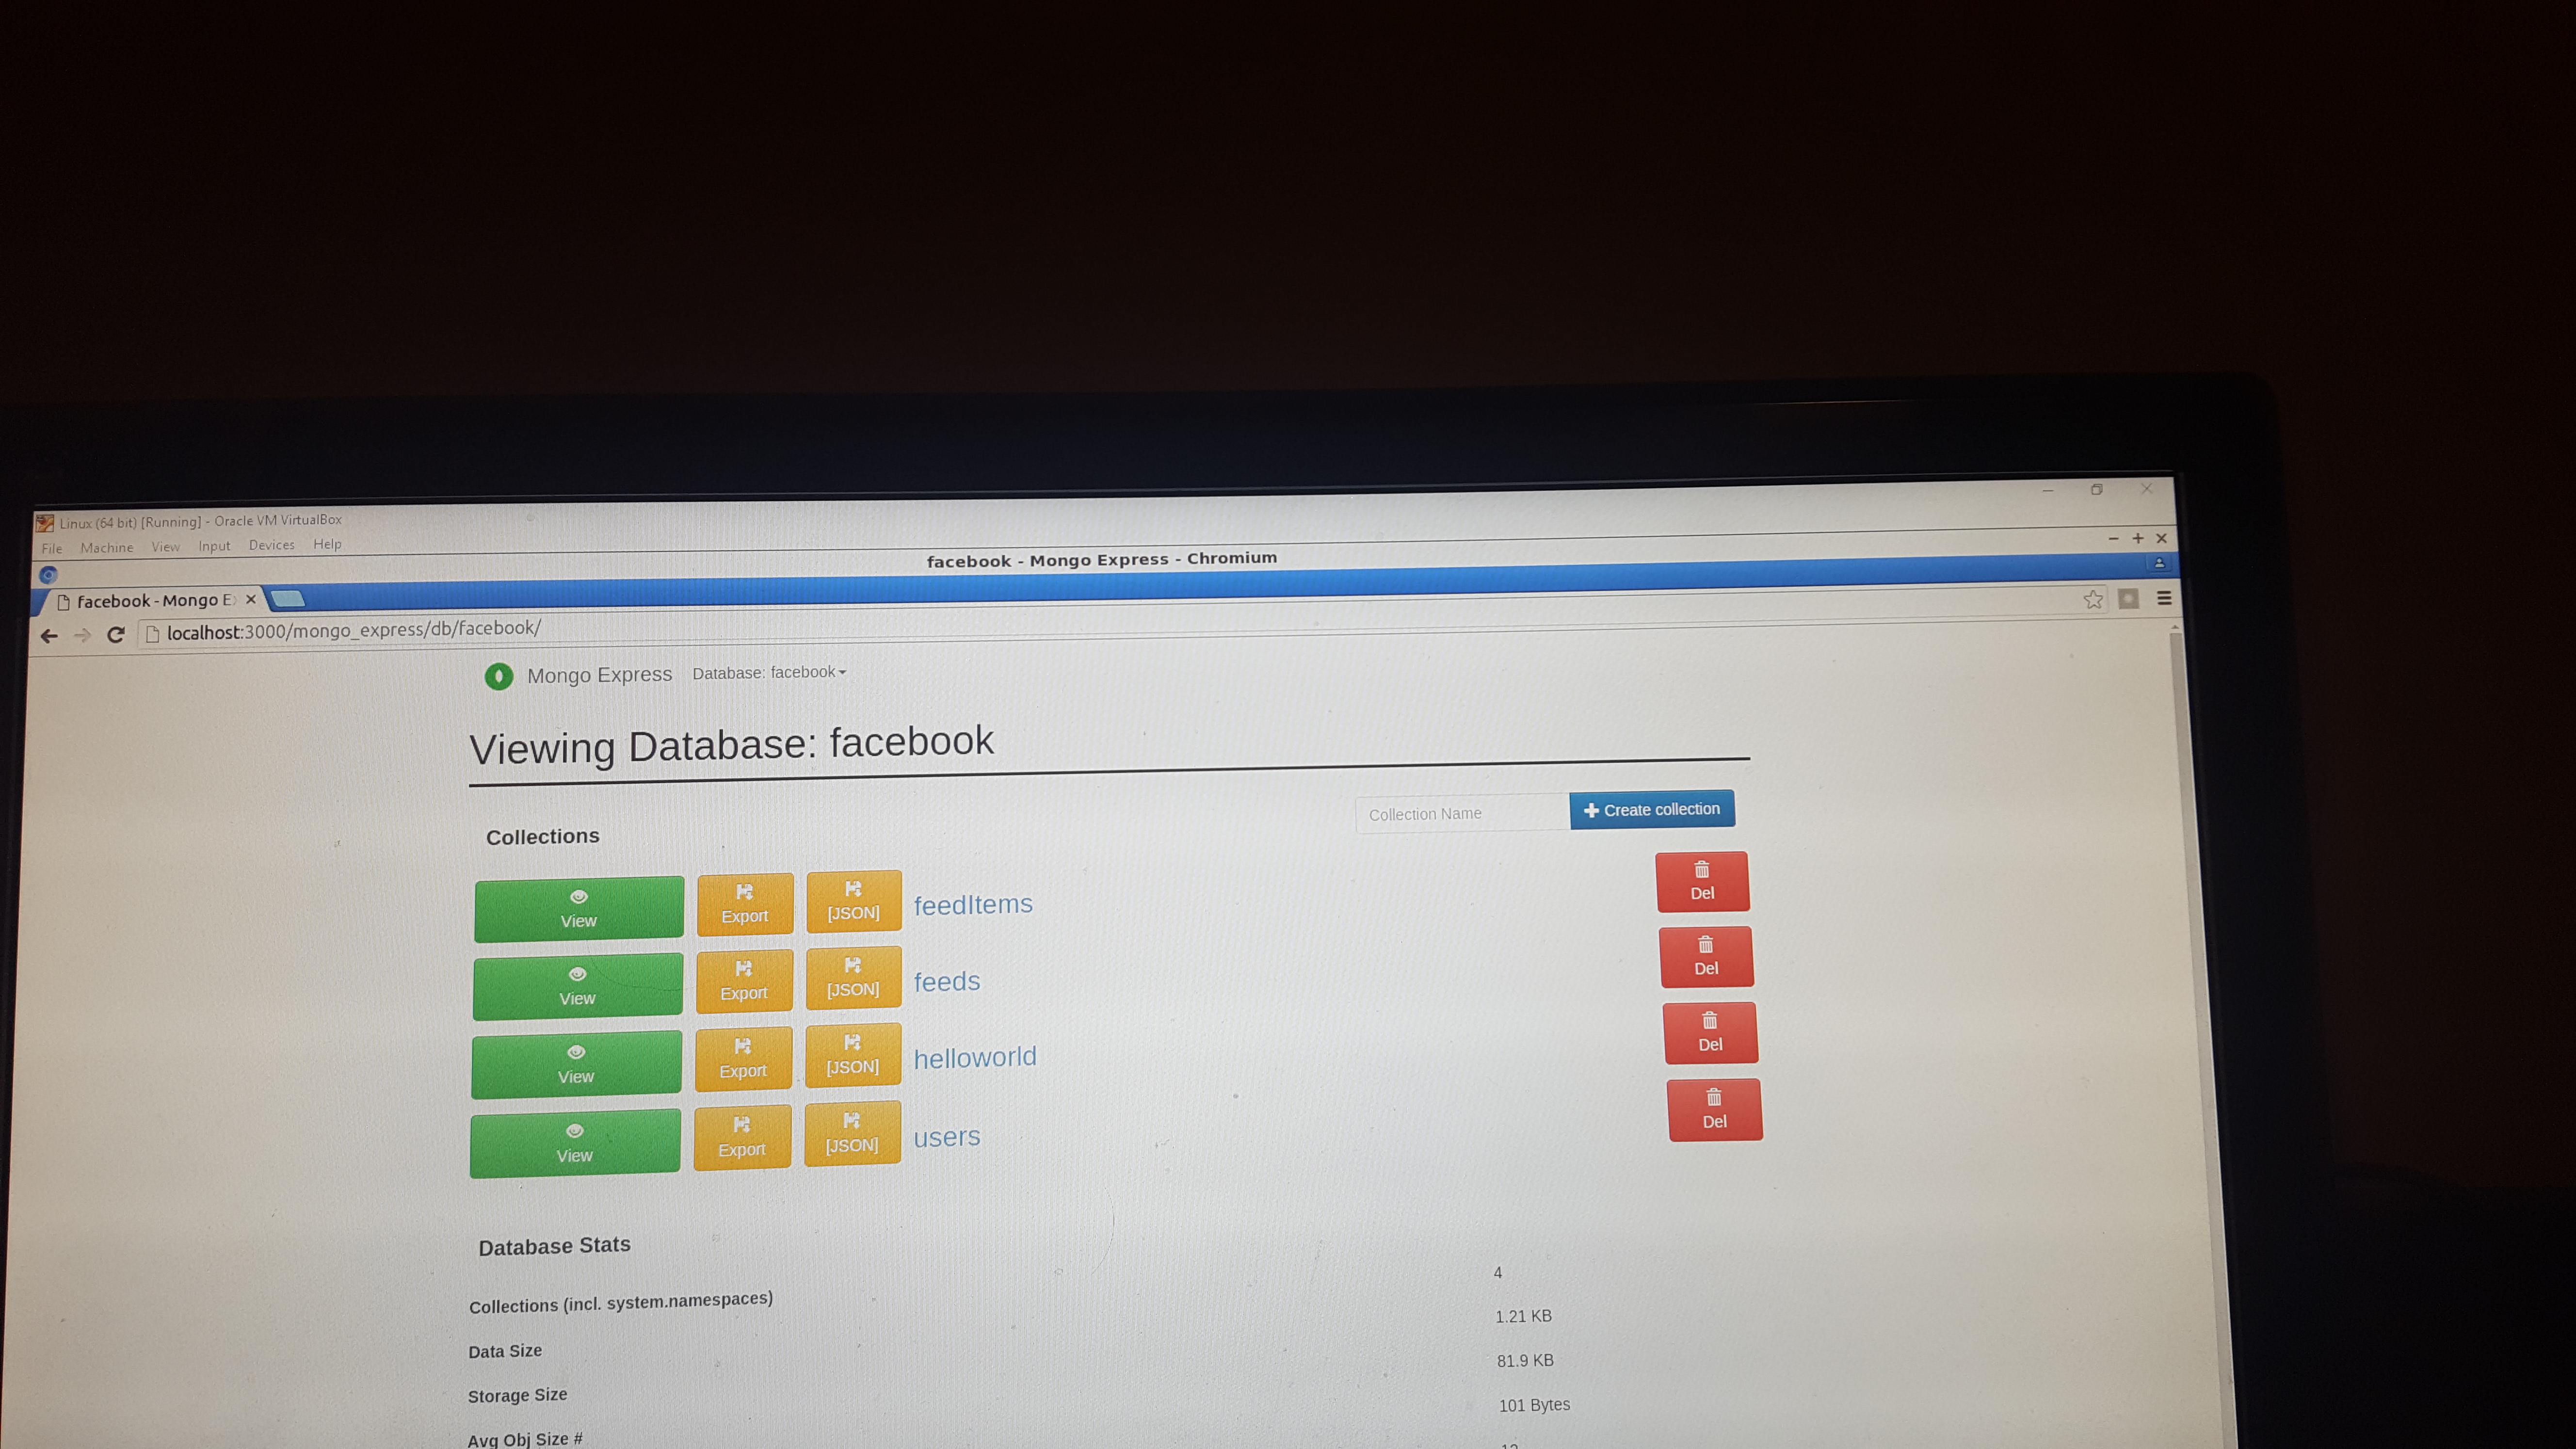 Linux (64 bit) [Running] - Oracle VM VirtualBox
File Machine View Input Devices Help
facebook - Mongo Express - Chromium
facebook - Mongo E
localhost:3000/mongo_express/db/facebook/
Mongo Express Database: facebook
Viewing Database: facebook
Collections
Collection Name
Create collection
View Export [JSON] feedItems Del
View Export [JSON] feeds Del
View Export [JSON] helloworld Del
View Export [JSON] users Del
Database Stats
Collections (incl. system.namespaces) 4
Data Size 1.21 KB
Storage Size 81.9 KB
Avg Obj Size # 101 Bytes